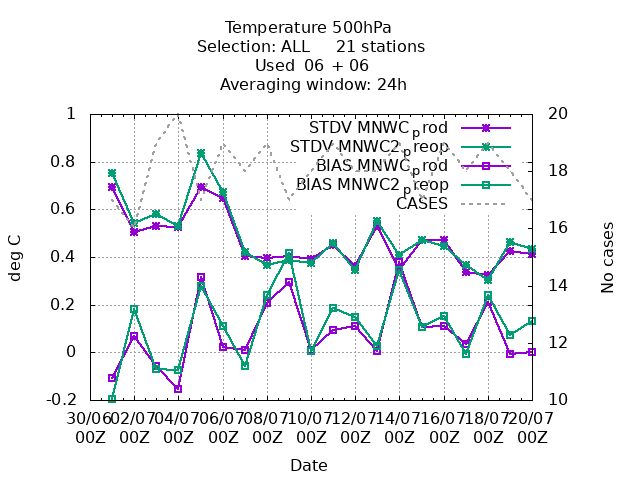 Temperature 500hPa
Selection: ALL 21 stations
Used 06 + 06
Averaging window: 24h
STDV MNWC_prod
STDV MNWC2_preop
BIAS MNWC_prod
BIAS MNWC2_preop
CASES
1
0.8
0.6
0.4
0.2
0
-0.2
deg C
20
18
16
14
12
10
No cases
30/06 02/07 04/07 06/07 08/07 10/07 12/07 14/07 16/07 18/07 20/07
00Z 00Z 00Z 00Z 00Z 00Z 00Z 00Z 00Z 00Z 00Z
Date